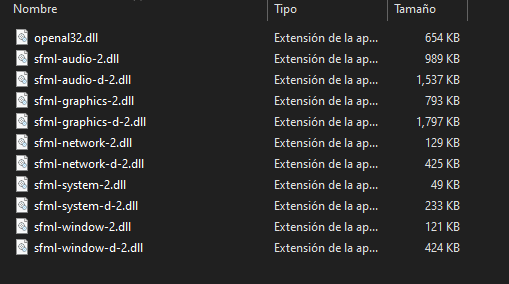 Nombre Tipo Tamaño
openal32.dll Extensión de la ap... 654 KB
sfml-audio-2.dll Extensión de la ap... 989 KB
sfml-audio-d-2.dll Extensión de la ap... 1,537 KB
sfml-graphics-2.dll Extensión de la ap... 793 KB
sfml-graphics-d-2.dll Extensión de la ap... 1,797 KB
sfml-network-2.dll Extensión de la ap... 129 KB
sfml-network-d-2.dll Extensión de la ap... 425 KB
sfml-system-2.dll Extensión de la ap... 49 KB
sfml-system-d-2.dll Extensión de la ap... 233 KB
sfml-window-2.dll Extensión de la ap... 121 KB
sfml-window-d-2.dll Extensión de la ap... 424 KB